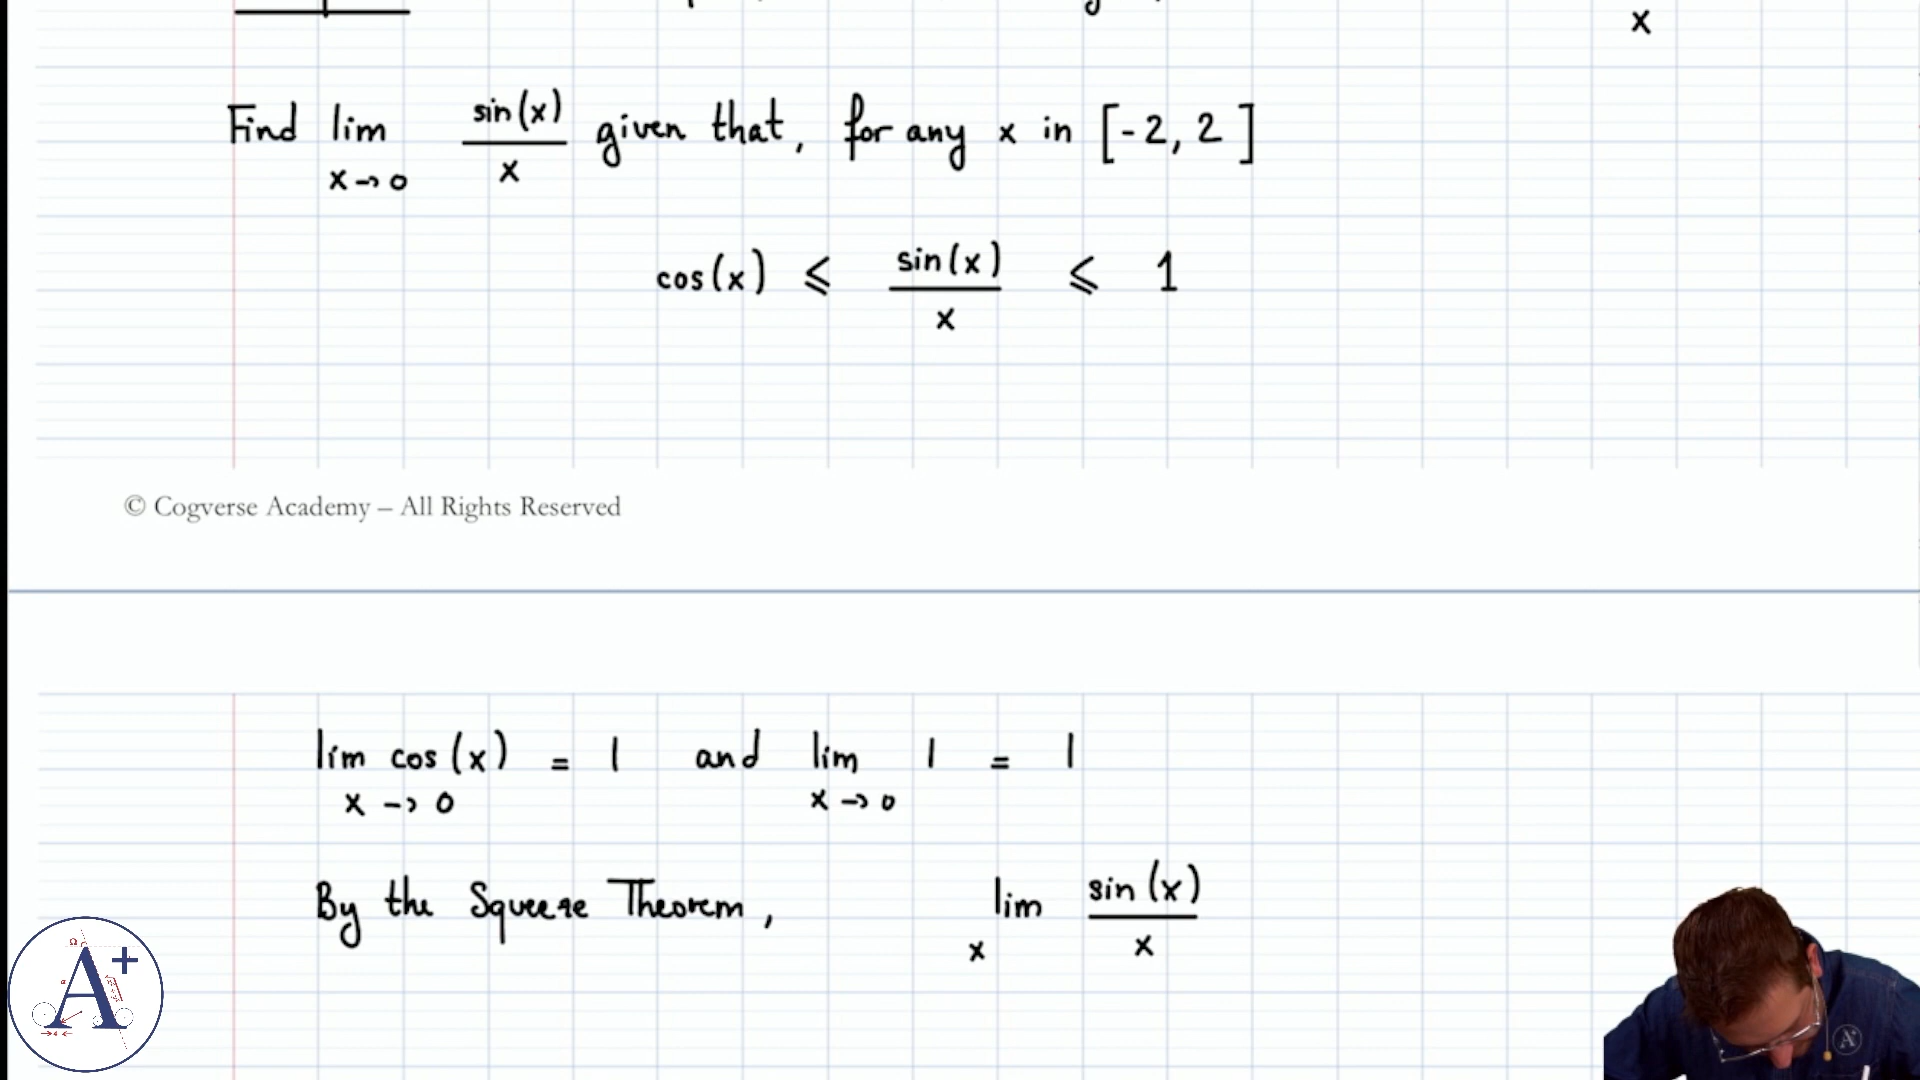 x
Find lim sin(x)/x given that, for any x in [-2, 2]
x→0
cos(x) ⩽ sin(x)/x ⩽ 1
© Cogverse Academy – All Rights Reserved
lim cos(x) = 1 and lim 1 = 1
x→0 x→0
By the Squeeze Theorem, lim sin(x)/x
x
A+